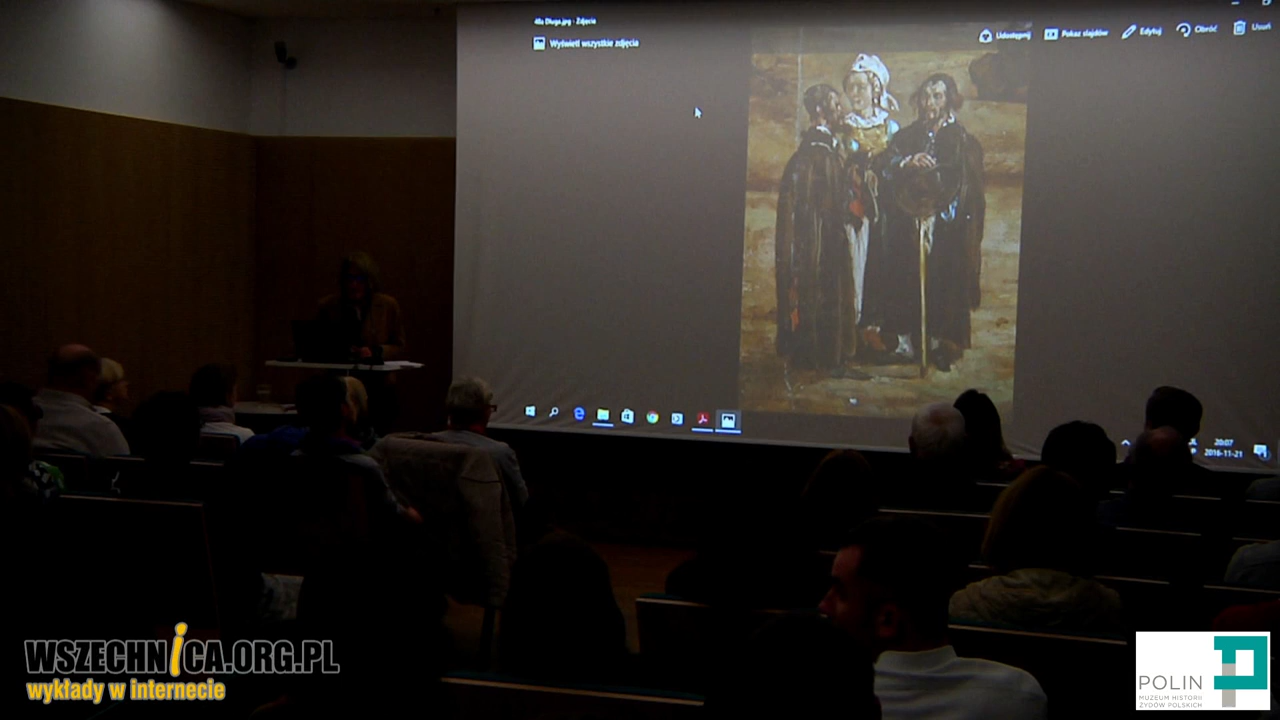 48a Długa.jpg - Zdjęcia
Wyświetl wszystkie zdjęcia
Udostępnij
Pokaz slajdów
Edytuj
Obróć
Usuń
20:07
2016-11-21
WSZECHNICA.ORG.PL
wykłady w internecie
POLIN
MUZEUM HISTORII
ŻYDÓW POLSKICH